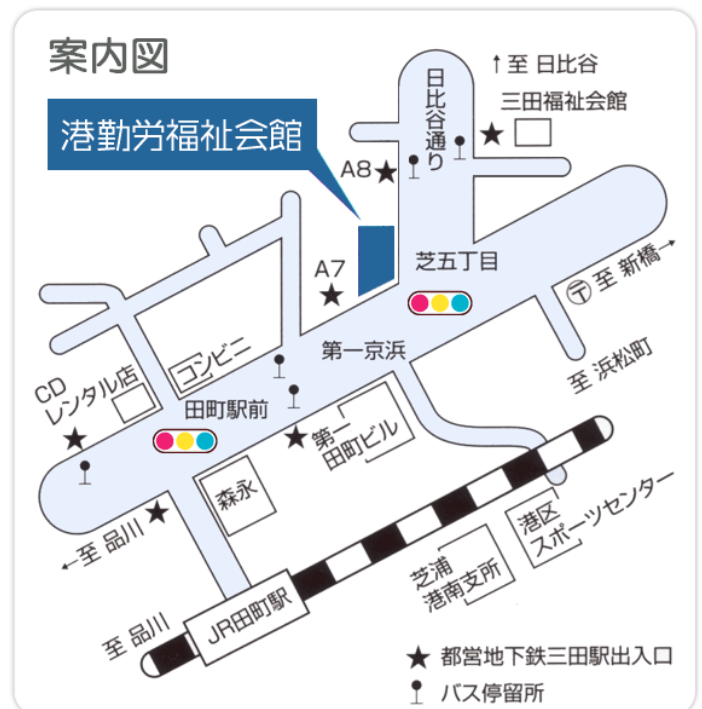 案内図
↑至 日比谷
三田福祉会館
日比谷通り
港勤労福祉会館
A8
芝五丁目
A7
〒至 新橋→
第一京浜
至 浜松町
コンビニ
CD
レンタル店
田町駅前
第一
田町ビル
森永
←至 品川
港区
スポーツセンター
芝浦
港南支所
JR田町駅
至 品川
★ 都営地下鉄三田駅出入口
バス停留所